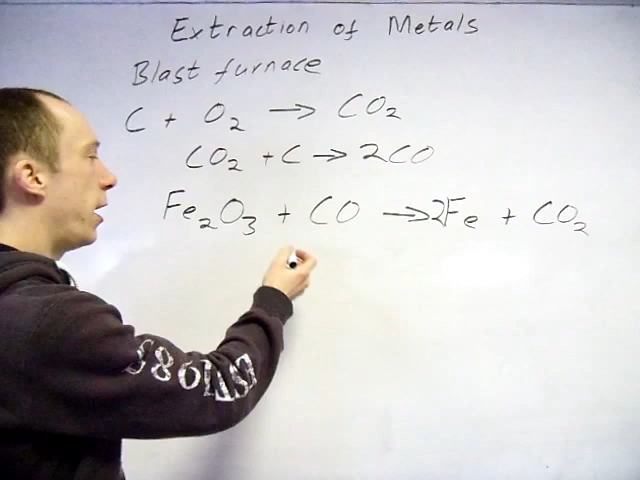 Extraction of Metals
Blast furnace
C + O₂ → CO₂
CO₂ + C → 2CO
Fe₂O₃ + CO → 2Fe + CO₂